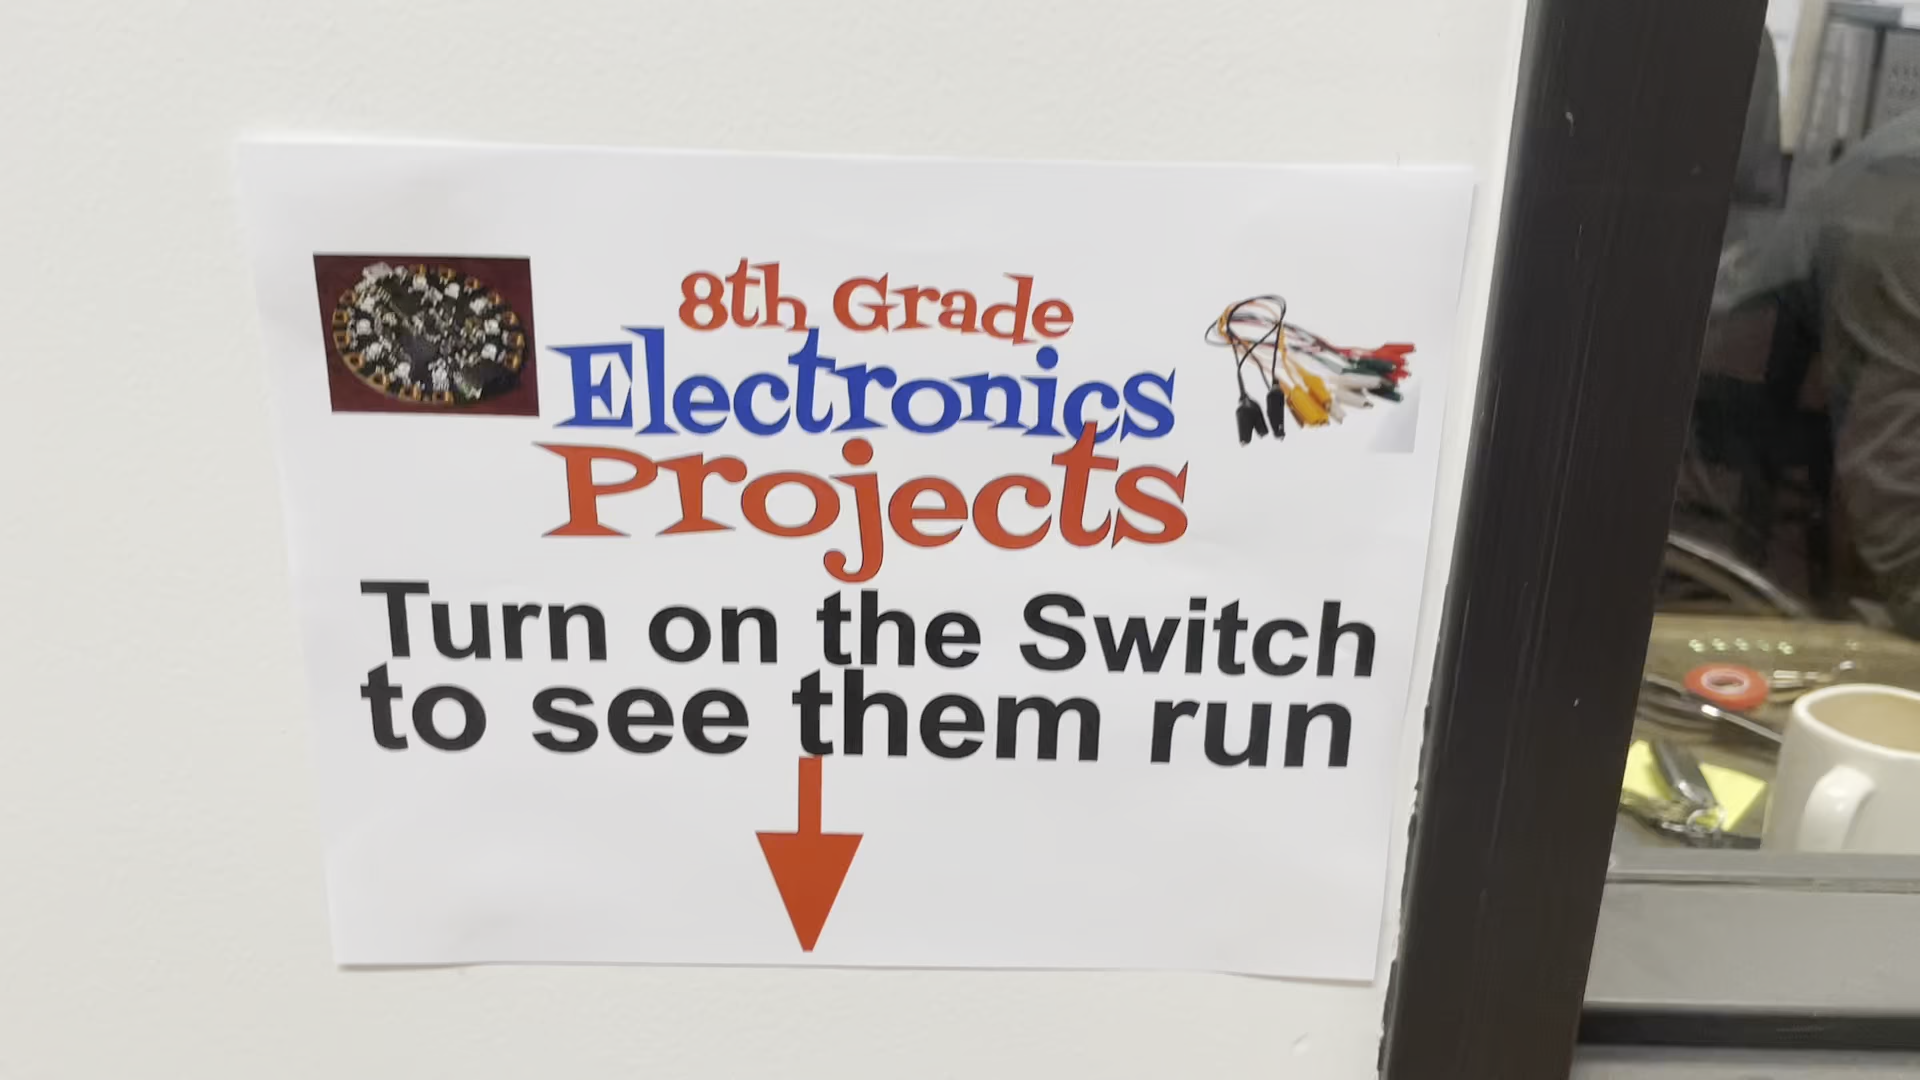 8th Grade
Electronics
Projects
Turn on the Switch
to see them run